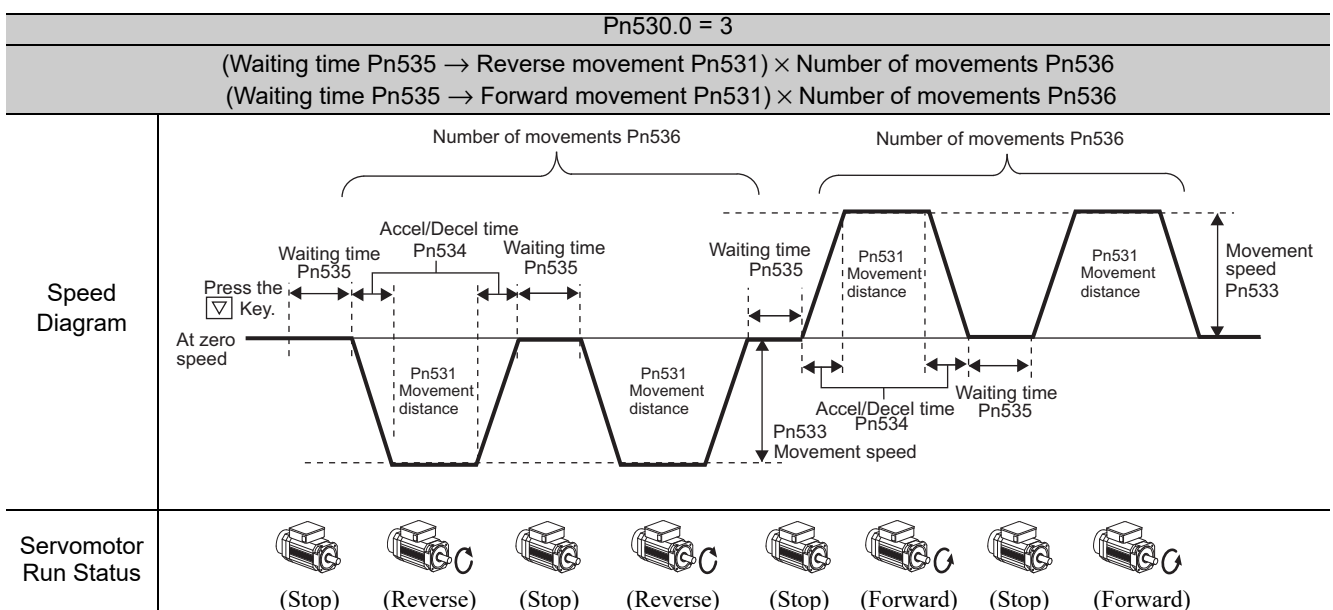 Pn530.0 = 3
(Waiting time Pn535 → Reverse movement Pn531) × Number of movements Pn536
(Waiting time Pn535 → Forward movement Pn531) × Number of movements Pn536
Speed
Diagram
Number of movements Pn536
Number of movements Pn536
Press the
▽ Key.
At zero
speed
Waiting time
Pn535
Accel/Decel time
Pn534
Waiting time
Pn535
Pn531
Movement
distance
Pn531
Movement
distance
Waiting time
Pn535
Pn533
Movement speed
Pn531
Movement
distance
Accel/Decel time
Pn534
Waiting time
Pn535
Pn531
Movement
distance
Movement
speed
Pn533
Servomotor
Run Status
(Stop) (Reverse) (Stop) (Reverse) (Stop) (Forward) (Stop) (Forward)